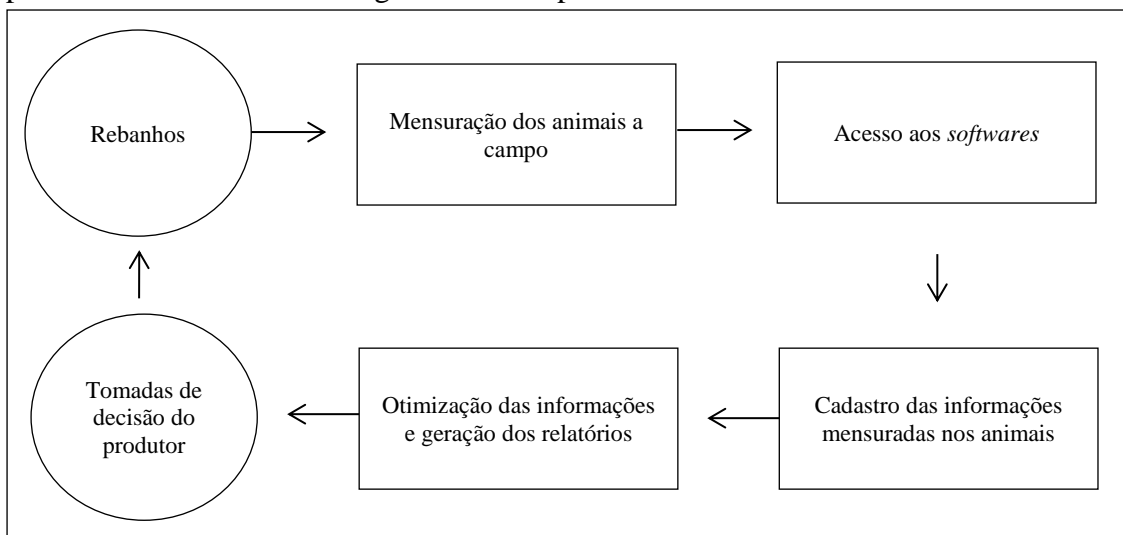 Rebanhos
Mensuração dos animais a
campo
Acesso aos softwares
Cadastro das informações
mensuradas nos animais
Otimização das informações
e geração dos relatórios
Tomadas de
decisão do
produtor